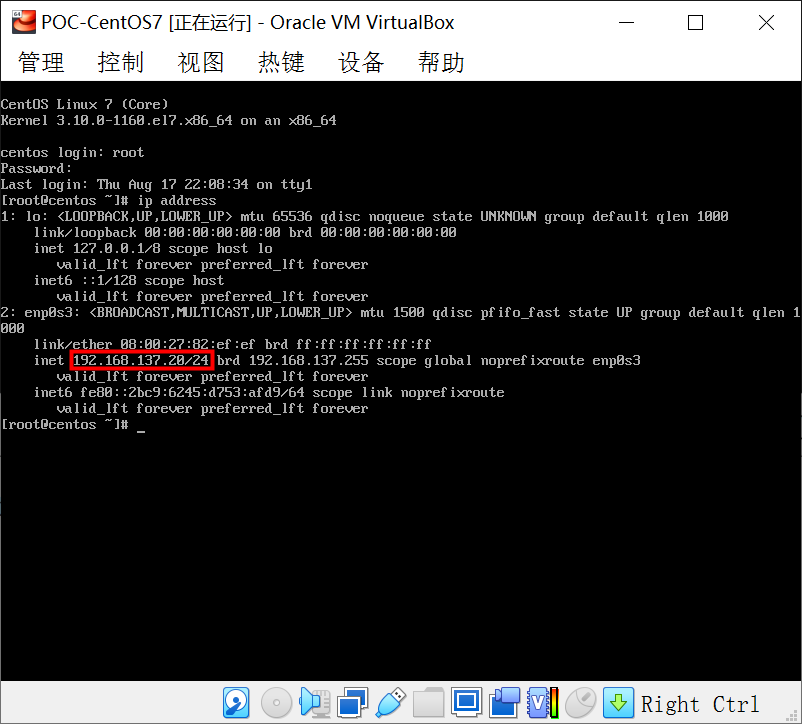 POC-CentOS7 [正在运行] - Oracle VM VirtualBox
管理 控制 视图 热键 设备 帮助
CentOS Linux 7 (Core)
Kernel 3.10.0-1160.el7.x86_64 on an x86_64
centos login: root
Password:
Last login: Thu Aug 17 22:08:34 on tty1
[root@centos ~]# ip address
1: lo: <LOOPBACK,UP,LOWER_UP> mtu 65536 qdisc noqueue state UNKNOWN group default qlen 1000
link/loopback 00:00:00:00:00:00 brd 00:00:00:00:00:00
inet 127.0.0.1/8 scope host lo
valid_lft forever preferred_lft forever
inet6 ::1/128 scope host
valid_lft forever preferred_lft forever
2: enp0s3: <BROADCAST,MULTICAST,UP,LOWER_UP> mtu 1500 qdisc pfifo_fast state UP group default qlen 1
000
link/ether 08:00:27:82:ef:ef brd ff:ff:ff:ff:ff:ff
inet 192.168.137.20/24 brd 192.168.137.255 scope global noprefixroute enp0s3
valid_lft forever preferred_lft forever
inet6 fe80::2bc9:6245:d753:afd9/64 scope link noprefixroute
valid_lft forever preferred_lft forever
[root@centos ~]# _
Right Ctrl